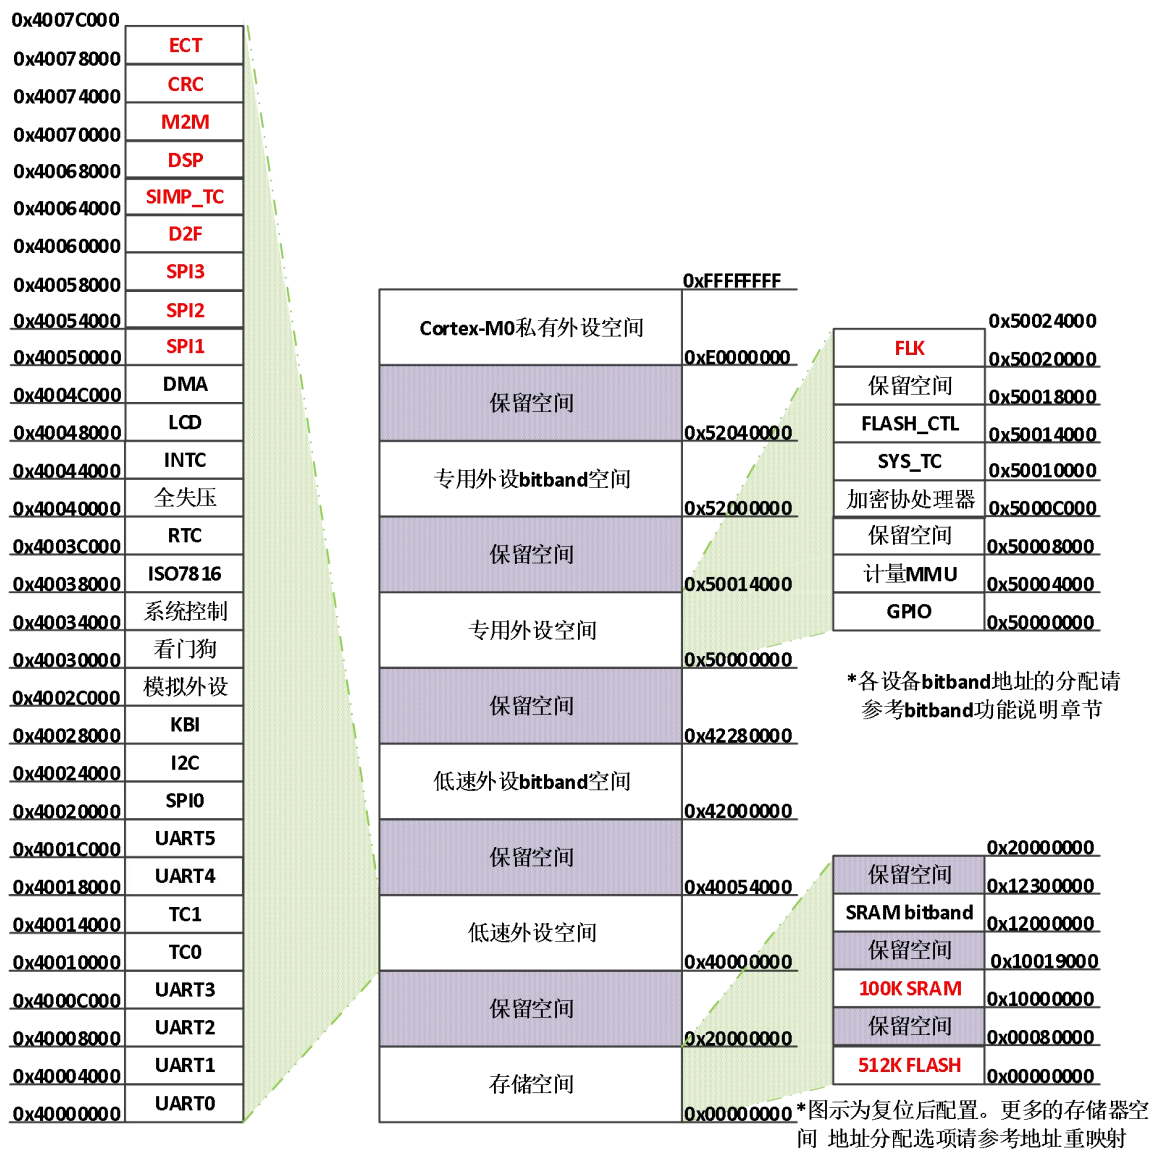 0x4007C000
ECT
0x40078000
CRC
0x40074000
M2M
0x40070000
DSP
0x40068000
SIMP_TC
0x40064000
D2F
0x40060000
SPI3
0x40058000
SPI2
0x40054000
SPI1
0x40050000
DMA
0x4004C000
LCD
0x40048000
INTC
0x40044000
全失压
0x40040000
RTC
0x4003C000
ISO7816
0x40038000
系统控制
0x40034000
看门狗
0x40030000
模拟外设
0x4002C000
KBI
0x40028000
I2C
0x40024000
SPI0
0x40020000
UART5
0x4001C000
UART4
0x40018000
TC1
0x40014000
TC0
0x40010000
UART3
0x4000C000
UART2
0x40008000
UART1
0x40004000
UART0
0x40000000
0xFFFFFFFF
Cortex-M0私有外设空间
0xE0000000
保留空间
0x52040000
专用外设bitband空间
0x52000000
保留空间
0x50014000
专用外设空间
0x50000000
保留空间
0x42280000
低速外设bitband空间
0x42000000
保留空间
0x40054000
低速外设空间
0x40000000
保留空间
0x20000000
存储空间
0x00000000
0x50024000
FLK
0x50020000
保留空间
0x50018000
FLASH_CTL
0x50014000
SYS_TC
0x50010000
加密协处理器
0x5000C000
保留空间
0x50008000
计量MMU
0x50004000
GPIO
0x50000000
*各设备bitband地址的分配请
参考bitband功能说明章节
0x20000000
保留空间
0x12300000
SRAM bitband
0x12000000
保留空间
0x10019000
100K SRAM
0x10000000
保留空间
0x00080000
512K FLASH
0x00000000
*图示为复位后配置。更多的存储器空
间 地址分配选项请参考地址重映射